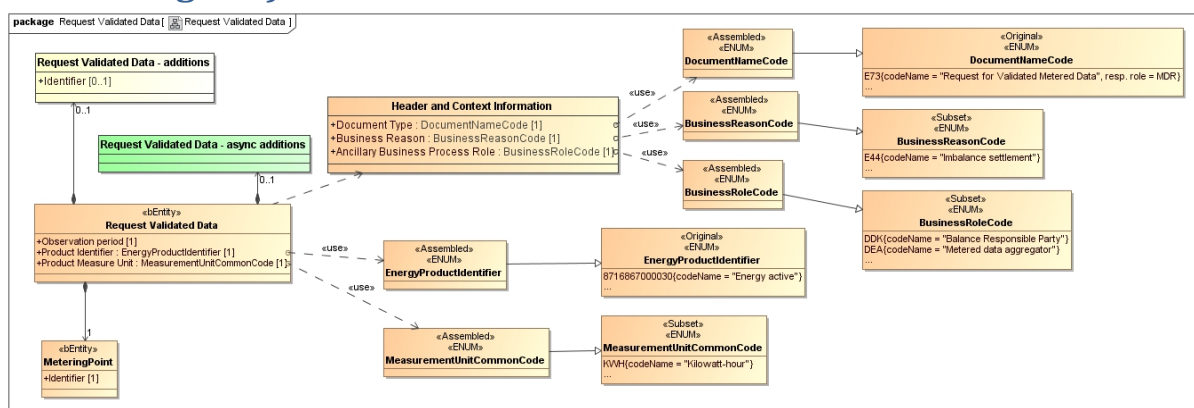 package Request Validated Data [ Request Validated Data ]
Request Validated Data - additions
+Identifier [0..1]
0..1
Request Validated Data - async additions
0..1
«bEntity»
Request Validated Data
+Observation period [1]
+Product Identifier : EnergyProductIdentifier [1]
+Product Measure Unit : MeasurementUnitCommonCode [1]
1
«bEntity»
MeteringPoint
+Identifier [1]
Header and Context Information
+Document Type : DocumentNameCode [1]
+Business Reason : BusinessReasonCode [1]
+Ancillary Business Process Role : BusinessRoleCode [1]
«use»
«use»
«use»
«Assembled»
«ENUM»
DocumentNameCode
«Original»
«ENUM»
DocumentNameCode
E73{codeName = "Request for Validated Metered Data", resp. role = MDR}
...
«Assembled»
«ENUM»
BusinessReasonCode
«Subset»
«ENUM»
BusinessReasonCode
E44{codeName = "Imbalance settlement"}
...
«Assembled»
«ENUM»
BusinessRoleCode
«Subset»
«ENUM»
BusinessRoleCode
DDK{codeName = "Balance Responsible Party"}
DEA{codeName = "Metered data aggregator"}
...
«use»
«Assembled»
«ENUM»
EnergyProductIdentifier
«Original»
«ENUM»
EnergyProductIdentifier
8716867000030{codeName = "Energy active"}
...
«use»
«Assembled»
«ENUM»
MeasurementUnitCommonCode
«Subset»
«ENUM»
MeasurementUnitCommonCode
KWH{codeName = "Kilowatt-hour"}
...